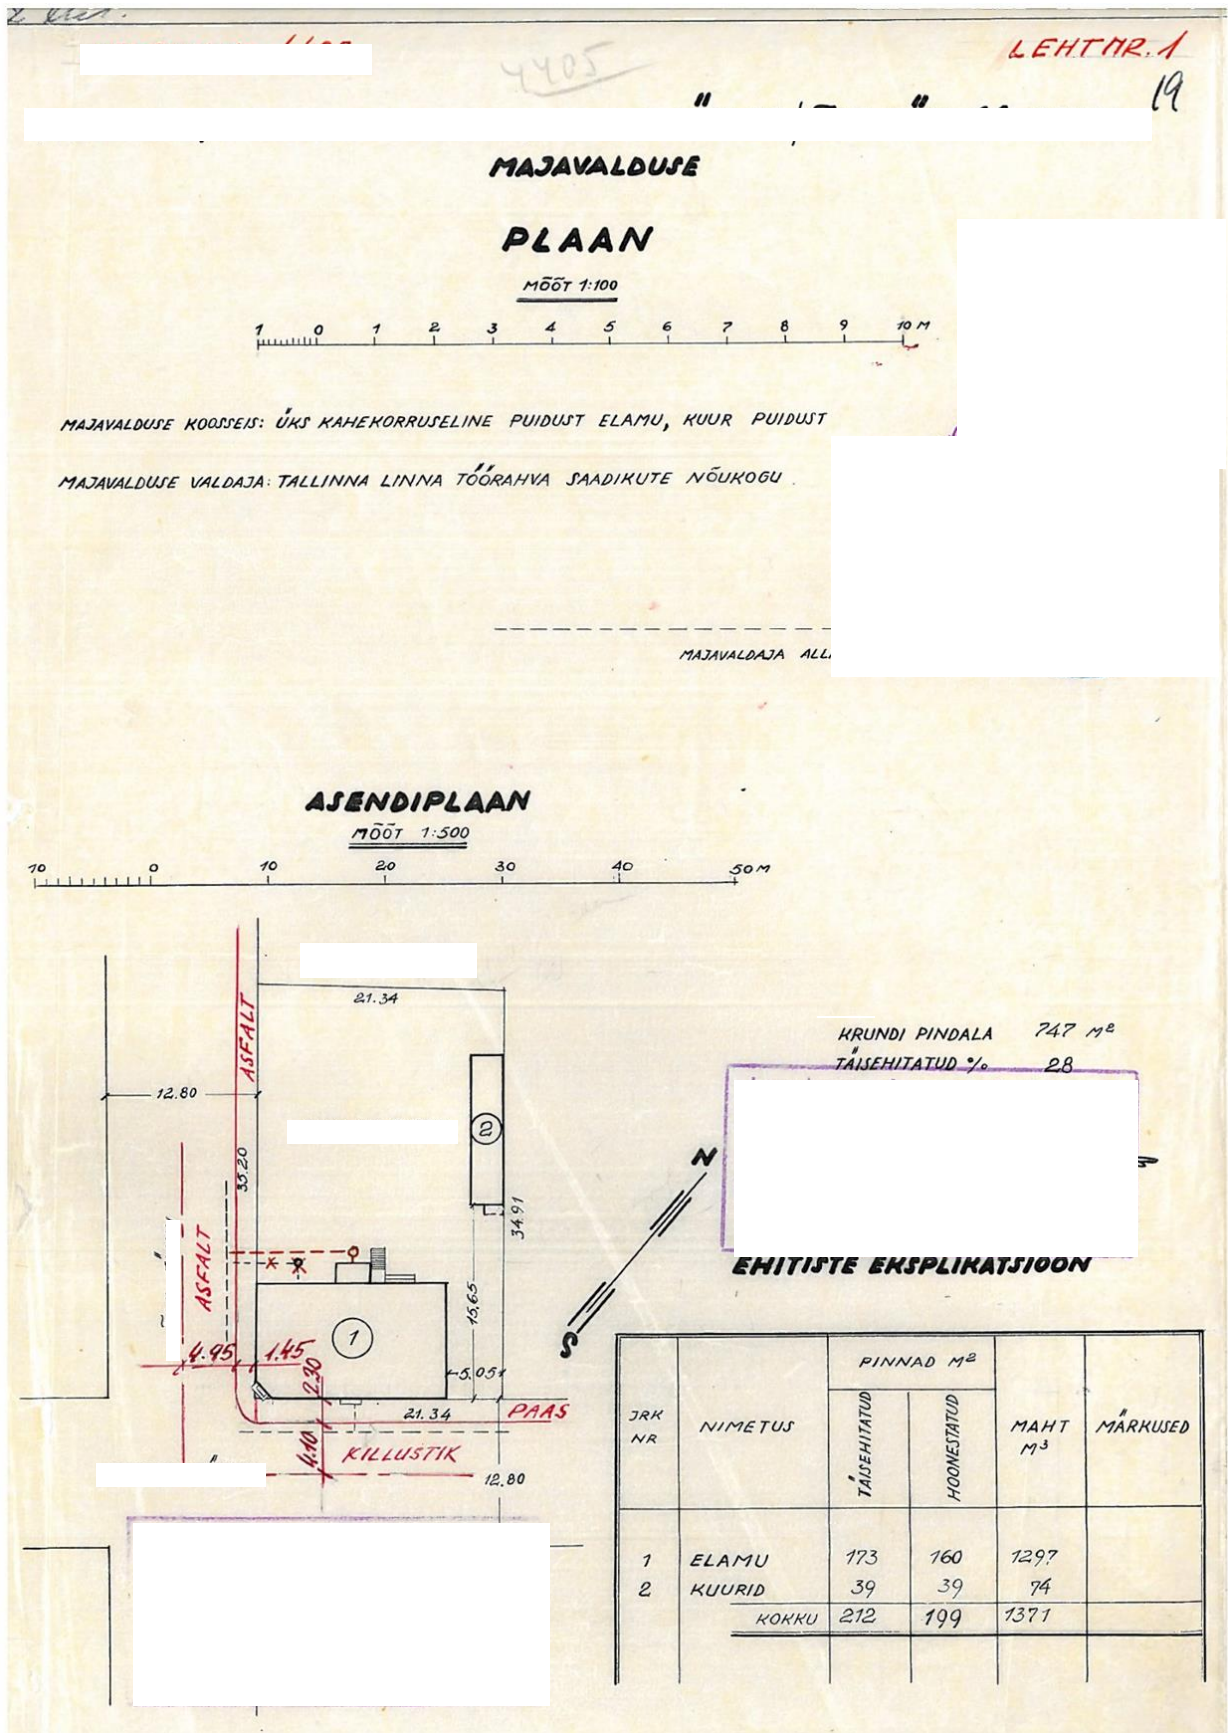 LEHT NR. 1
4405
19
MAJAVALDUSE
PLAAN
MÕÕT 1:100
1 0 1 2 3 4 5 6 7 8 9 10 M
MAJAVALDUSE KOOSSEIS: ÜKS KAHEKORRUSELINE PUIDUST ELAMU, KUUR PUIDUST
MAJAVALDUSE VALDAJA: TALLINNA LINNA TÖÖRAHVA SAADIKUTE NÕUKOGU
MAJAVALDAJA
ASENDIPLAAN
MÕÕT 1:500
10 0 10 20 30 40 50 M
21.34
ASFALT
12.80
33.20
2
34.91
ASFALT
15.65
1
4.95 1.45
2.30
5.05
21.34
PAAS
4.10
KILLUSTIK
12.80
N
S
KRUNDI PINDALA 747 M²
TÄISEHITATUD % 28
EHITISTE EKSPLIKATSIOON
JRK NR
NIMETUS
PINNAD M²
TÄISEHITATUD
HOONESTATUD
MAHT M³
MÄRKUSED
1 ELAMU 173 160 1297
2 KUURID 39 39 74
KOKKU 212 199 1371